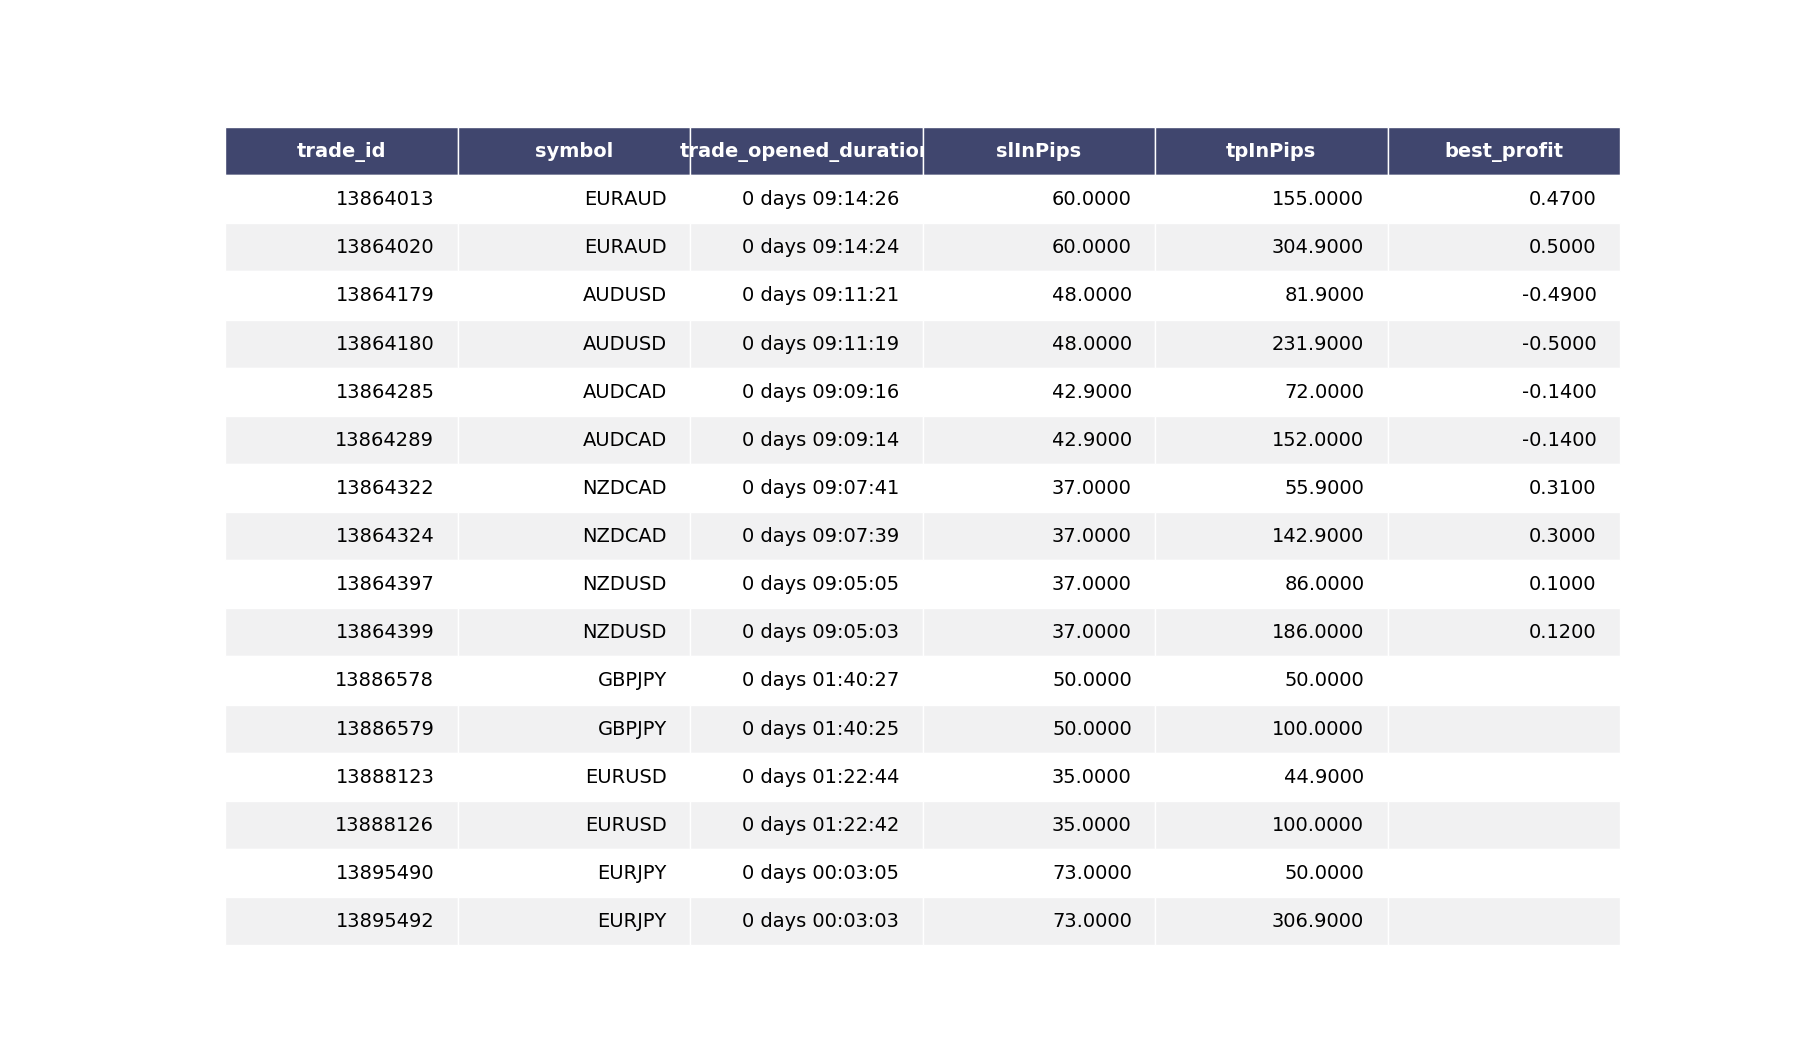 trade_id symbol trade_opened_duration slInPips tpInPips best_profit
13864013 EURAUD 0 days 09:14:26 60.0000 155.0000 0.4700
13864020 EURAUD 0 days 09:14:24 60.0000 304.9000 0.5000
13864179 AUDUSD 0 days 09:11:21 48.0000 81.9000 -0.4900
13864180 AUDUSD 0 days 09:11:19 48.0000 231.9000 -0.5000
13864285 AUDCAD 0 days 09:09:16 42.9000 72.0000 -0.1400
13864289 AUDCAD 0 days 09:09:14 42.9000 152.0000 -0.1400
13864322 NZDCAD 0 days 09:07:41 37.0000 55.9000 0.3100
13864324 NZDCAD 0 days 09:07:39 37.0000 142.9000 0.3000
13864397 NZDUSD 0 days 09:05:05 37.0000 86.0000 0.1000
13864399 NZDUSD 0 days 09:05:03 37.0000 186.0000 0.1200
13886578 GBPJPY 0 days 01:40:27 50.0000 50.0000
13886579 GBPJPY 0 days 01:40:25 50.0000 100.0000
13888123 EURUSD 0 days 01:22:44 35.0000 44.9000
13888126 EURUSD 0 days 01:22:42 35.0000 100.0000
13895490 EURJPY 0 days 00:03:05 73.0000 50.0000
13895492 EURJPY 0 days 00:03:03 73.0000 306.9000